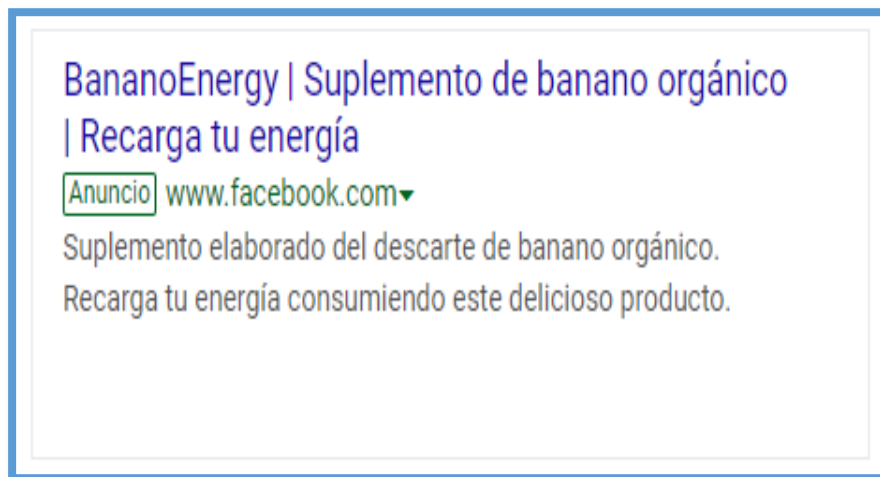 BananoEnergy | Suplemento de banano orgánico
| Recarga tu energía
Anuncio www.facebook.com
Suplemento elaborado del descarte de banano orgánico.
Recarga tu energía consumiendo este delicioso producto.